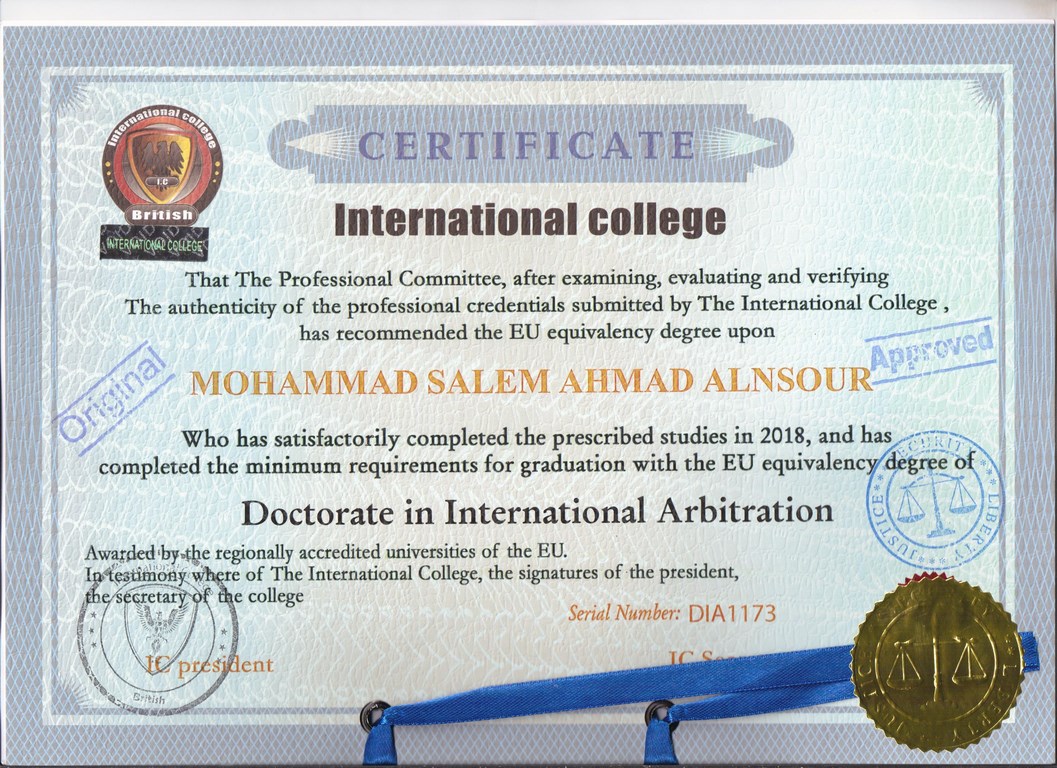 International college
I.C
British
INTERNATIONAL COLLEGE
CERTIFICATE
International college
That The Professional Committee, after examining, evaluating and verifying
The authenticity of the professional credentials submitted by The International College ,
has recommended the EU equivalency degree upon
Original
Approved
MOHAMMAD SALEM AHMAD ALNSOUR
Who has satisfactorily completed the prescribed studies in 2018, and has
completed the minimum requirements for graduation with the EU equivalency degree of
SECURITY LIBERTY JUSTICE JUSTICE
Doctorate in International Arbitration
Awarded by the regionally accredited universities of the EU.
In testimony where of The International College, the signatures of the president,
the secretary of the college
Serial Number: DIA1173
IC president
IC
British